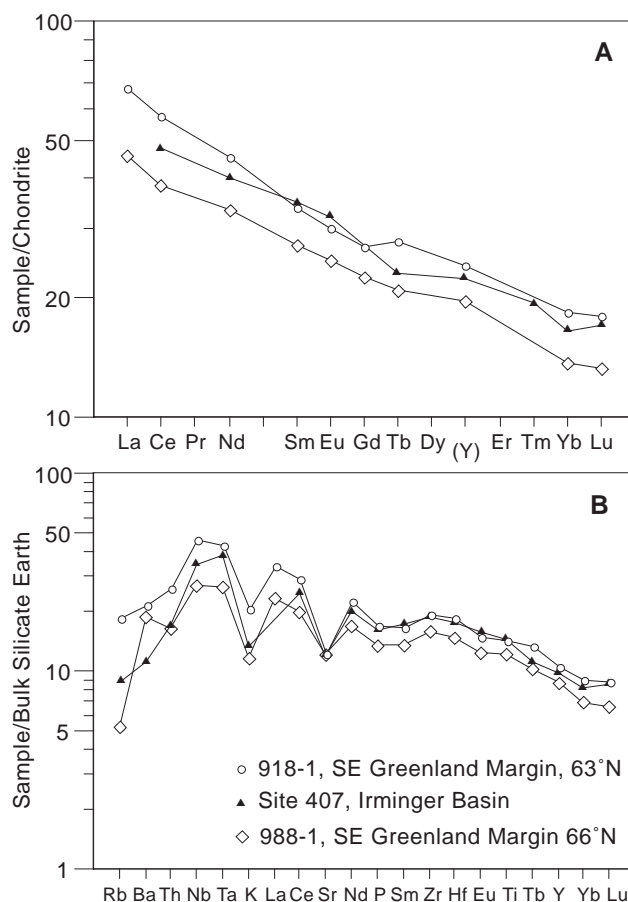 100
A
50
20
10
Sample/Chondrite
La Ce Pr Nd Sm Eu Gd Tb Dy (Y) Er Tm Yb Lu
100
B
50
10
5
1
Sample/Bulk Silicate Earth
918-1, SE Greenland Margin, 63°N
Site 407, Irminger Basin
988-1, SE Greenland Margin 66°N
Rb Ba Th Nb Ta K La Ce Sr Nd P Sm Zr Hf Eu Ti Tb Y Yb Lu